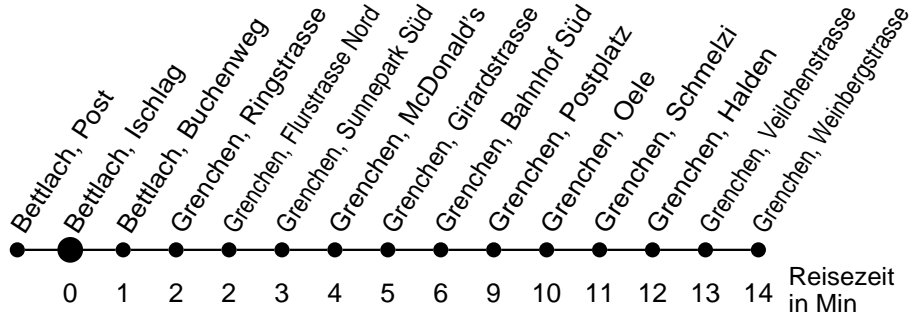 Bettlach, Post
Bettlach, Ischlag
Bettlach, Buchenweg
Grenchen, Ringstrasse
Grenchen, Flurstrasse Nord
Grenchen, Sunnepark Süd
Grenchen, McDonald's
Grenchen, Girardstrasse
Grenchen, Bahnhof Süd
Grenchen, Postplatz
Grenchen, Oele
Grenchen, Schmelzi
Grenchen, Halden
Grenchen, Veilchenstrasse
Grenchen, Weinbergstrasse
0 1 2 2 3 4 5 6 9 10 11 12 13 14 Reisezeit
in Min